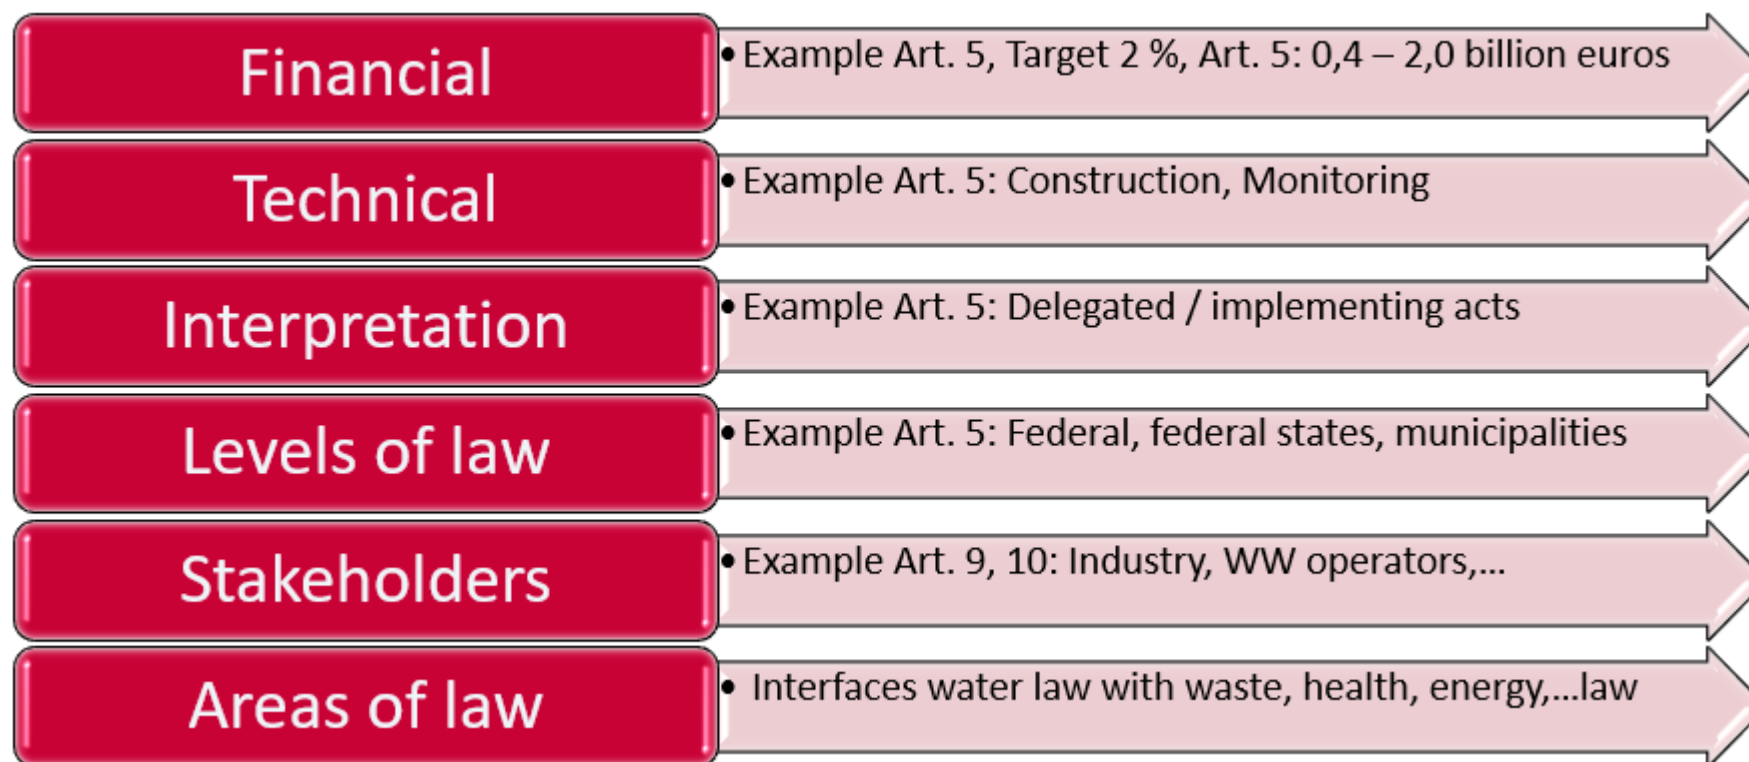 Financial
• Example Art. 5, Target 2 %, Art. 5: 0,4 – 2,0 billion euros
Technical
• Example Art. 5: Construction, Monitoring
Interpretation
• Example Art. 5: Delegated / implementing acts
Levels of law
• Example Art. 5: Federal, federal states, municipalities
Stakeholders
• Example Art. 9, 10: Industry, WW operators,...
Areas of law
• Interfaces water law with waste, health, energy,...law